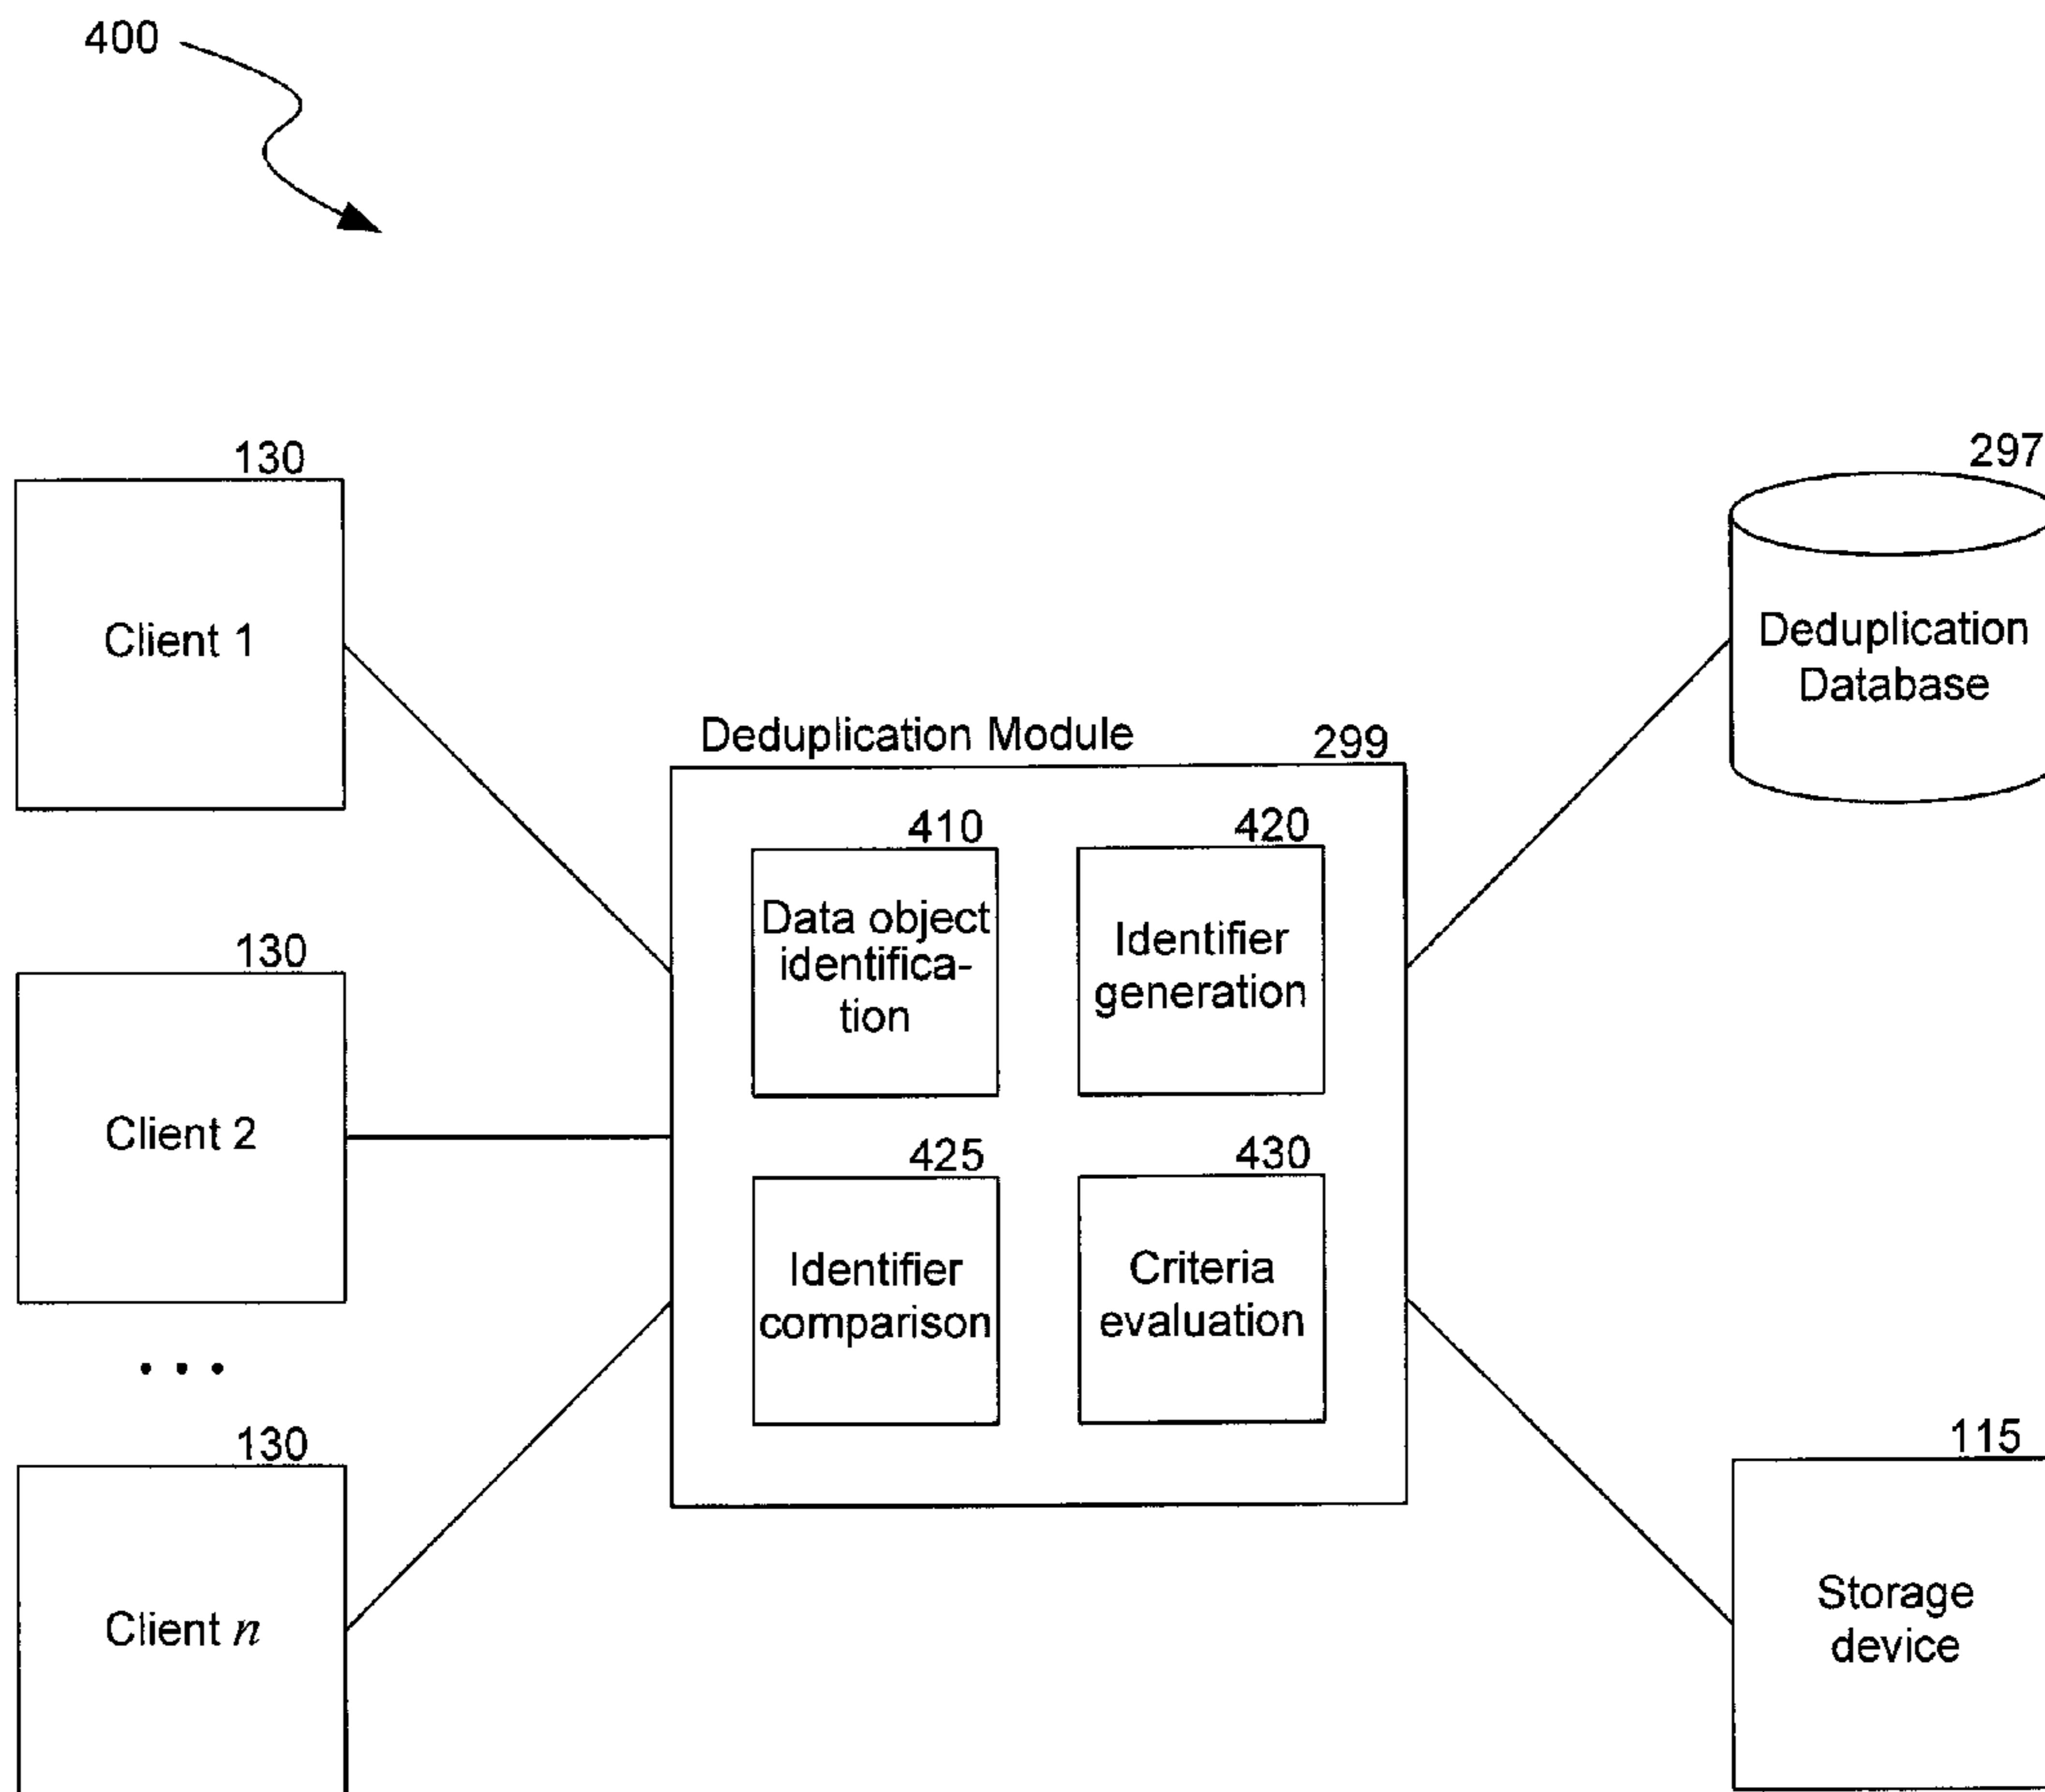 400
130
Client 1
130
Client 2
...
130
Client n
Deduplication Module
299
410
Data object
identifica-
tion
420
Identifier
generation
425
Identifier
comparison
430
Criteria
evaluation
297
Deduplication
Database
115
Storage
device